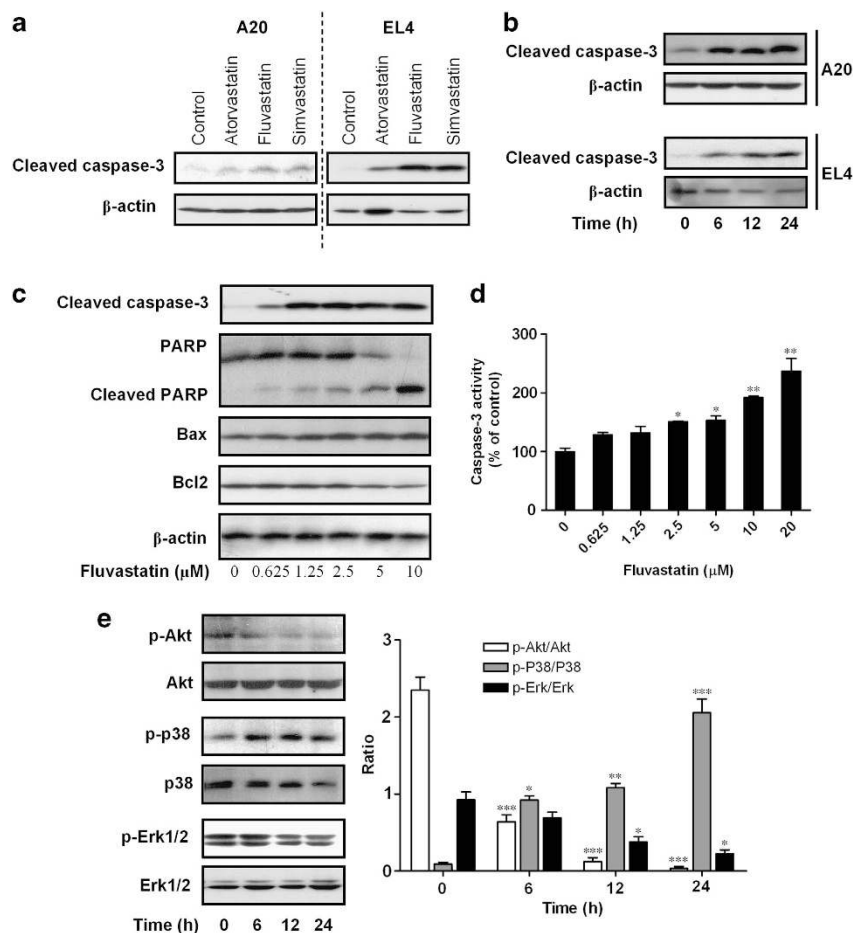 a
A20 EL4
Control Atorvastatin Fluvastatin Simvastatin Control Atorvastatin Fluvastatin Simvastatin
Cleaved caspase-3
β-actin
b
Cleaved caspase-3
β-actin
A20
Cleaved caspase-3
β-actin
EL4
Time (h) 0 6 12 24
c
Cleaved caspase-3
PARP
Cleaved PARP
Bax
Bcl2
β-actin
Fluvastatin (μM) 0 0.625 1.25 2.5 5 10
d
Caspase-3 activity
(% of control)
300
200
100
0
* * ** **
0 0.625 1.25 2.5 5 10 20
Fluvastatin (μM)
e
p-Akt
Akt
p-p38
p38
p-Erk1/2
Erk1/2
Time (h) 0 6 12 24
Ratio
3
2
1
0
p-Akt/Akt
p-P38/P38
p-Erk/Erk
*** * *** ** * *** *** *
0 6 12 24
Time (h)